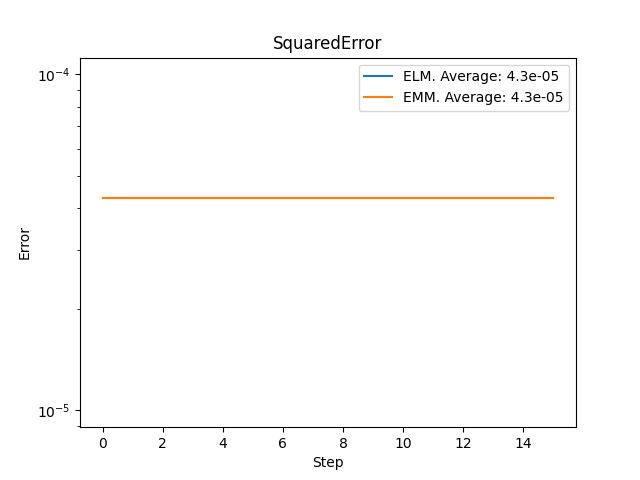 SquaredError
ELM. Average: 4.3e-05
EMM. Average: 4.3e-05
10⁻⁴
10⁻⁵
Error
0 2 4 6 8 10 12 14
Step